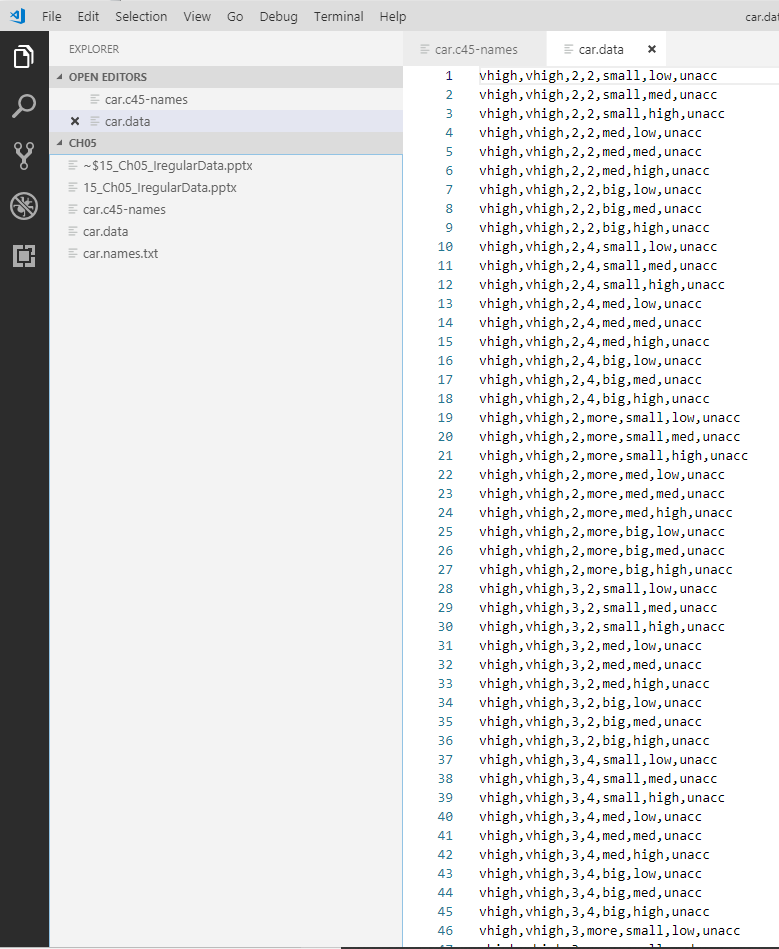 File Edit Selection View Go Debug Terminal Help
car.da
EXPLORER
OPEN EDITORS
car.c45-names
car.data
CH05
~$15_Ch05_IregularData.pptx
15_Ch05_IregularData.pptx
car.c45-names
car.data
car.names.txt
car.c45-names car.data
1 vhigh,vhigh,2,2,small,low,unacc
2 vhigh,vhigh,2,2,small,med,unacc
3 vhigh,vhigh,2,2,small,high,unacc
4 vhigh,vhigh,2,2,med,low,unacc
5 vhigh,vhigh,2,2,med,med,unacc
6 vhigh,vhigh,2,2,med,high,unacc
7 vhigh,vhigh,2,2,big,low,unacc
8 vhigh,vhigh,2,2,big,med,unacc
9 vhigh,vhigh,2,2,big,high,unacc
10 vhigh,vhigh,2,4,small,low,unacc
11 vhigh,vhigh,2,4,small,med,unacc
12 vhigh,vhigh,2,4,small,high,unacc
13 vhigh,vhigh,2,4,med,low,unacc
14 vhigh,vhigh,2,4,med,med,unacc
15 vhigh,vhigh,2,4,med,high,unacc
16 vhigh,vhigh,2,4,big,low,unacc
17 vhigh,vhigh,2,4,big,med,unacc
18 vhigh,vhigh,2,4,big,high,unacc
19 vhigh,vhigh,2,more,small,low,unacc
20 vhigh,vhigh,2,more,small,med,unacc
21 vhigh,vhigh,2,more,small,high,unacc
22 vhigh,vhigh,2,more,med,low,unacc
23 vhigh,vhigh,2,more,med,med,unacc
24 vhigh,vhigh,2,more,med,high,unacc
25 vhigh,vhigh,2,more,big,low,unacc
26 vhigh,vhigh,2,more,big,med,unacc
27 vhigh,vhigh,2,more,big,high,unacc
28 vhigh,vhigh,3,2,small,low,unacc
29 vhigh,vhigh,3,2,small,med,unacc
30 vhigh,vhigh,3,2,small,high,unacc
31 vhigh,vhigh,3,2,med,low,unacc
32 vhigh,vhigh,3,2,med,med,unacc
33 vhigh,vhigh,3,2,med,high,unacc
34 vhigh,vhigh,3,2,big,low,unacc
35 vhigh,vhigh,3,2,big,med,unacc
36 vhigh,vhigh,3,2,big,high,unacc
37 vhigh,vhigh,3,4,small,low,unacc
38 vhigh,vhigh,3,4,small,med,unacc
39 vhigh,vhigh,3,4,small,high,unacc
40 vhigh,vhigh,3,4,med,low,unacc
41 vhigh,vhigh,3,4,med,med,unacc
42 vhigh,vhigh,3,4,med,high,unacc
43 vhigh,vhigh,3,4,big,low,unacc
44 vhigh,vhigh,3,4,big,med,unacc
45 vhigh,vhigh,3,4,big,high,unacc
46 vhigh,vhigh,3,more,small,low,unacc